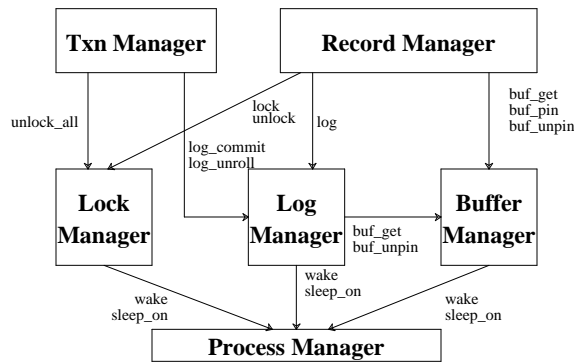 Txn Manager
Record Manager
unlock_all
lock
unlock
log
buf_get
buf_pin
buf_unpin
log_commit
log_unroll
Lock
Manager
Log
Manager
Buffer
Manager
buf_get
buf_unpin
wake
sleep_on
wake
sleep_on
wake
sleep_on
Process Manager